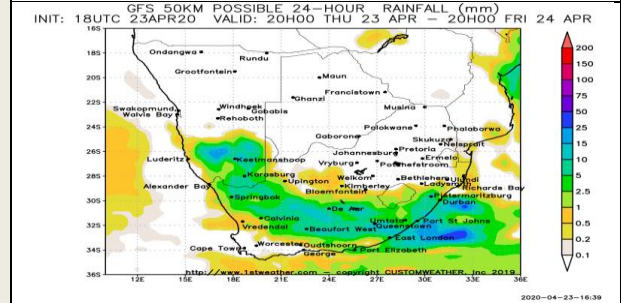 GFS 50KM POSSIBLE 24-HOUR RAINFALL (mm)
INIT: 18UTC 23APR20 VALID: 20H00 THU 23 APR – 20H00 FRI 24 APR
16S
Ondangwa
Rundu
200
18S
150
Grootfontein
Maun
100
20S
75
Francistown
Ghanzi
50
22S
Swakopmund
Windhoek
Gobabis
Musina
Walvis Bay
Rehoboth
25
24S
Polokwane
Phalaborwa
15
Gaborone
Skukuza
Nelspruit
Pretoria
Johannesburg
10
26S
Luderitz
Keetmanshoop
Vryburg
Potchefstroom
Ermelo
5
Karasburg
Welkom
Bethlehem
Ulundi
28S
Alexander Bay
Upington
Kimberley
Ladysmith
2.5
Bloemfontein
Richards Bay
Springbok
Pietermaritzburg
1
30S
De Aar
Durban
Calvinia
Umtata
Port St Johns
0.5
Vredendal
Beaufort West
Queenstown
32S
East London
0.2
Cape Town
Worcester
Oudtshoorn
34S
George
Port Elizabeth
0.1
http://www.1stweather.com – copyright CUSTOMWEATHER, Inc 2019
36S
12E 15E 18E 21E 24E 27E 30E 33E 36E
2020-04-23-16:39